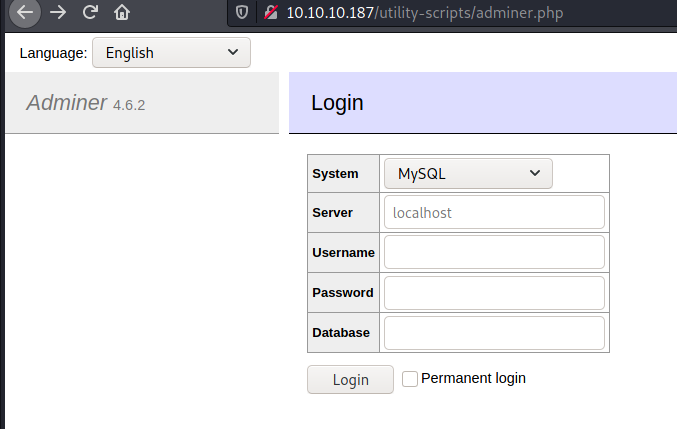 10.10.10.187/utility-scripts/adminer.php
Language: English
Adminer 4.6.2
Login
System MySQL
Server localhost
Username
Password
Database
Login Permanent login